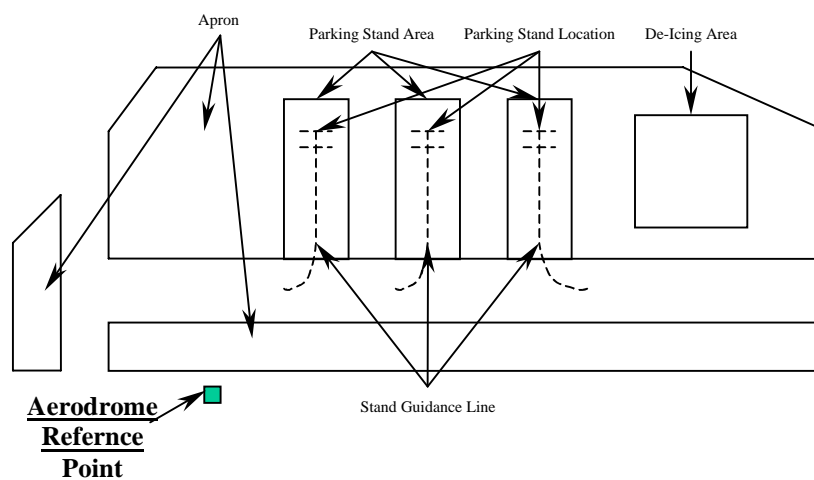 Apron
Parking Stand Area
Parking Stand Location
De-Icing Area
Stand Guidance Line
Aerodrome
Refernce
Point